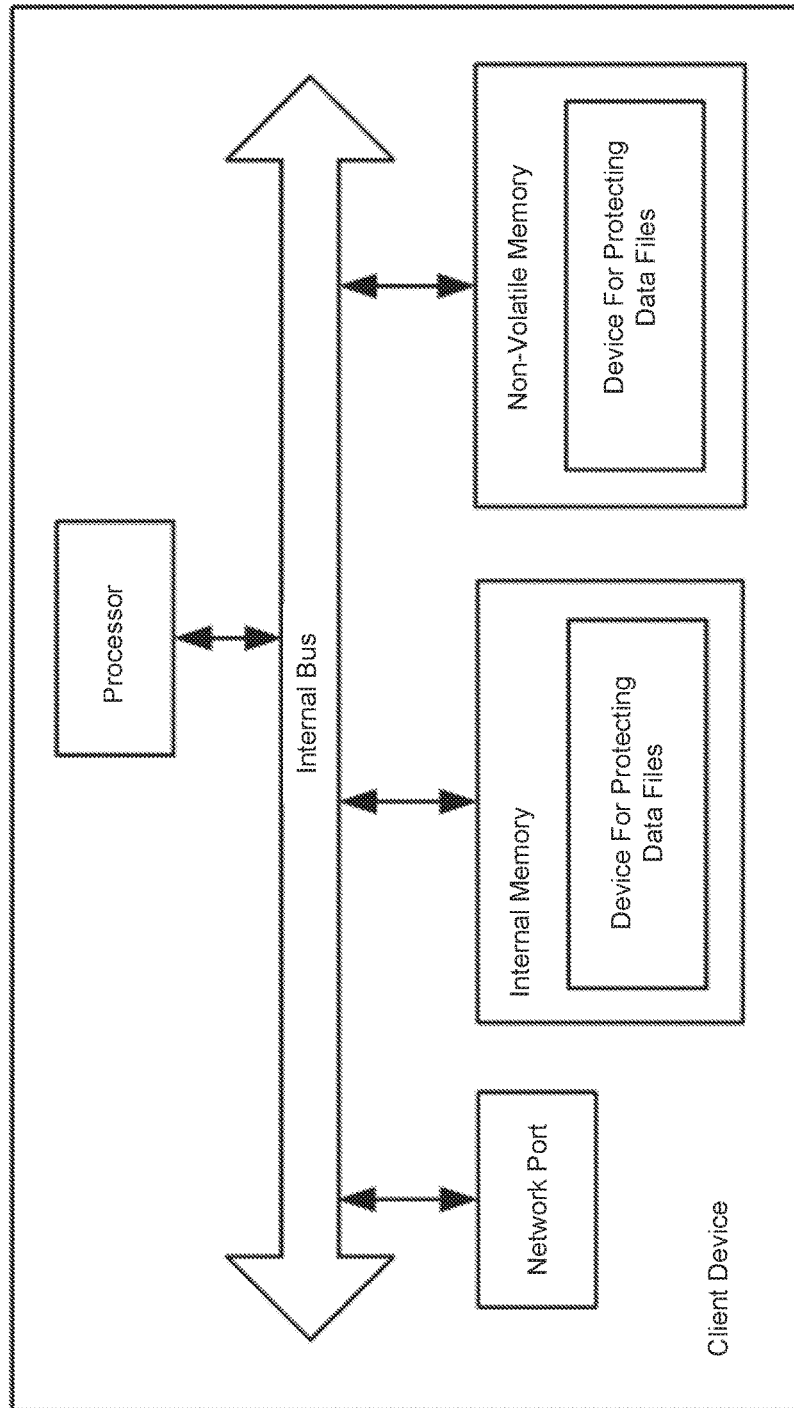 Processor
Internal Bus
Network Port
Internal Memory
Device For Protecting
Data Files
Non-Volatile Memory
Device For Protecting
Data Files
Client Device